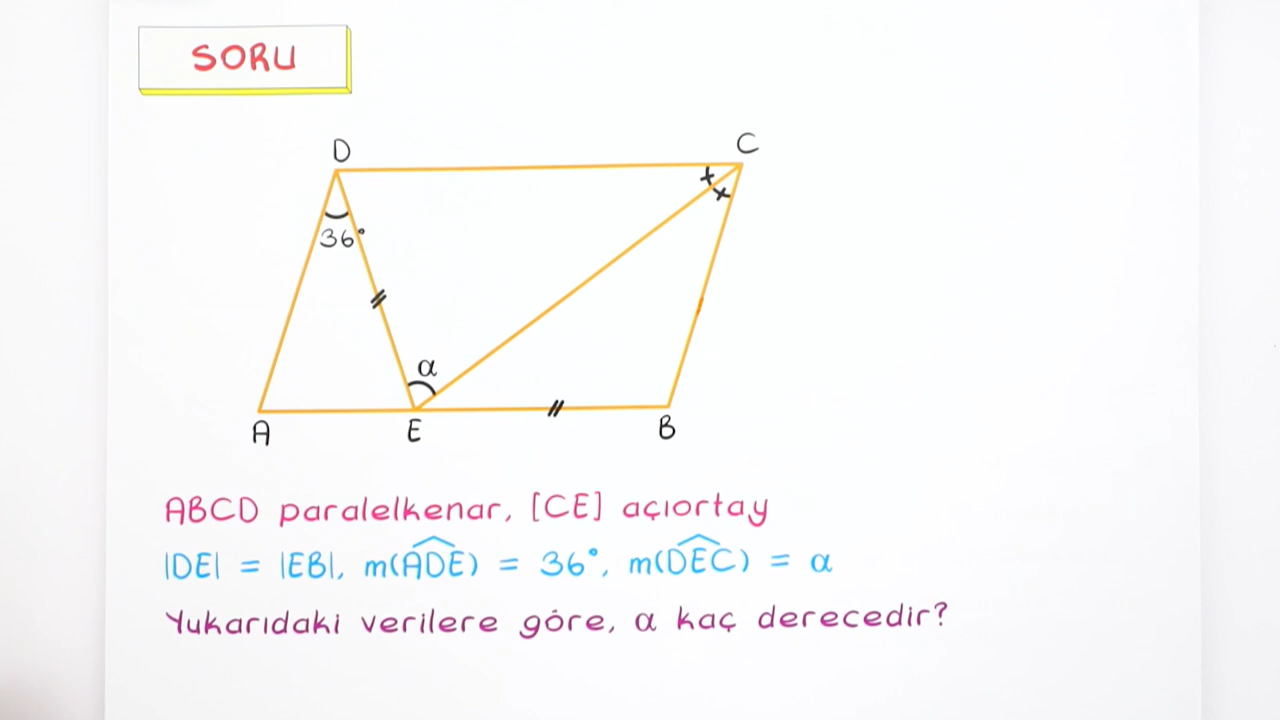 SORU
D
C
36°
α
A
E
B
ABCD paralelkenar, [CE] açıortay
|DE| = |EB|, m(ADE) = 36°, m(DEC) = α
Yukarıdaki verilere göre, α kaç derecedir?